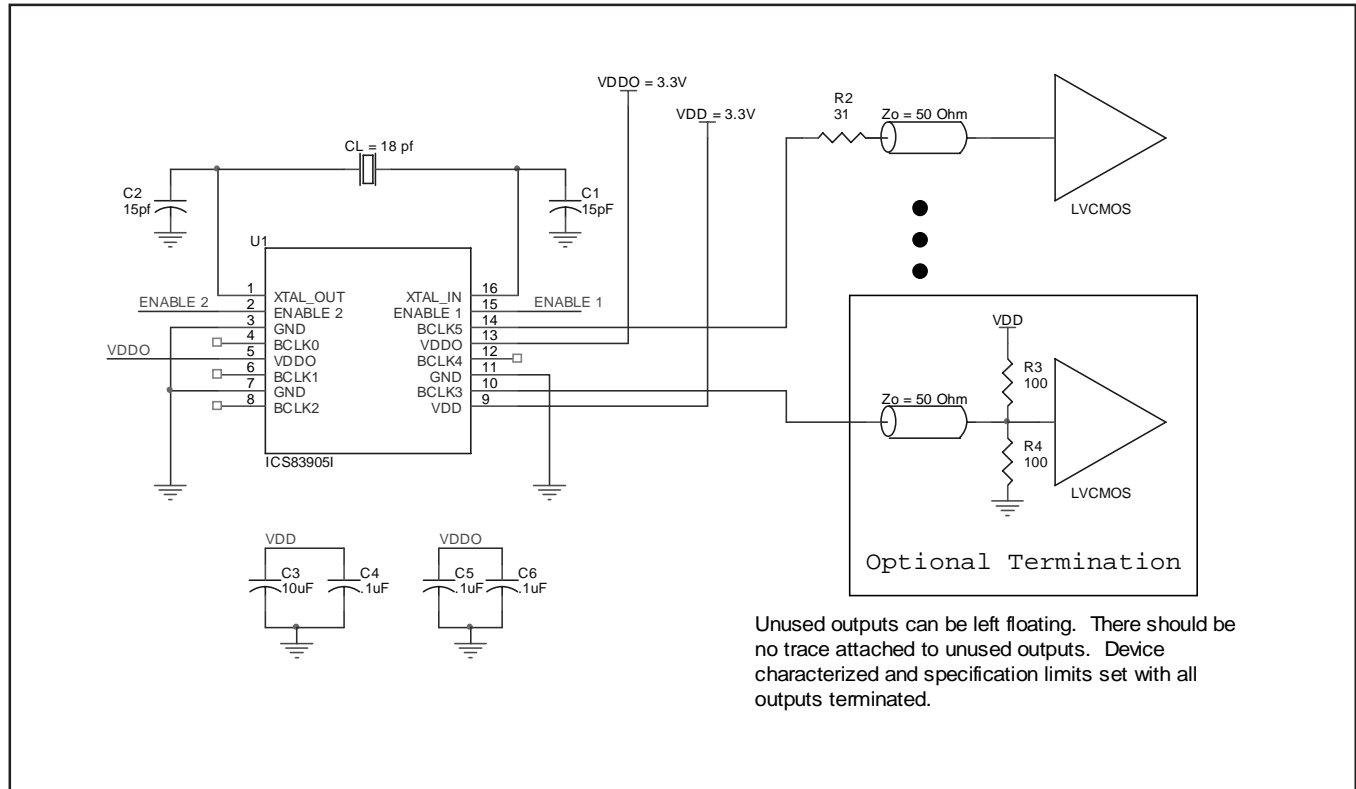 VDDO = 3.3V
VDD = 3.3V
R2
31
Zo = 50 Ohm
LVCMOS
CL = 18 pf
C2
15pf
C1
15pF
U1
1
XTAL_OUT
XTAL_IN
16
ENABLE 2
2
ENABLE 2
ENABLE 1
15
ENABLE 1
3
GND
BCLK5
14
4
BCLK0
VDDO
13
VDDO
5
VDDO
BCLK4
12
6
BCLK1
GND
11
7
GND
BCLK3
10
8
BCLK2
VDD
9
ICS83905I
VDD
R3
100
Zo = 50 Ohm
R4
100
LVCMOS
Optional Termination
VDD
C3
10uF
C4
.1uF
VDDO
C5
.1uF
C6
.1uF
Unused outputs can be left floating. There should be
no trace attached to unused outputs. Device
characterized and specification limits set with all
outputs terminated.